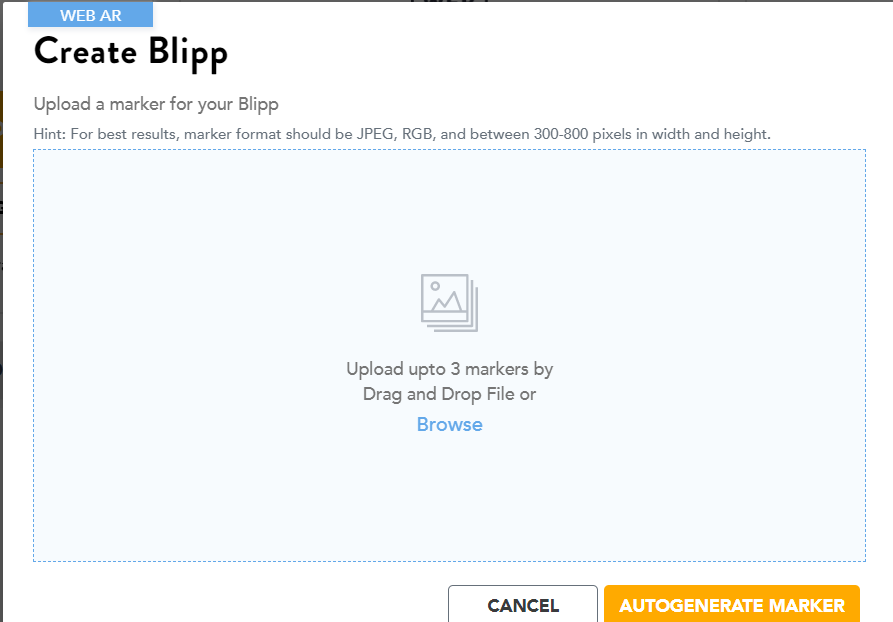 WEB AR
Create Blipp
Upload a marker for your Blipp
Hint: For best results, marker format should be JPEG, RGB, and between 300-800 pixels in width and height.
Upload upto 3 markers by
Drag and Drop File or
Browse
CANCEL
AUTOGENERATE MARKER